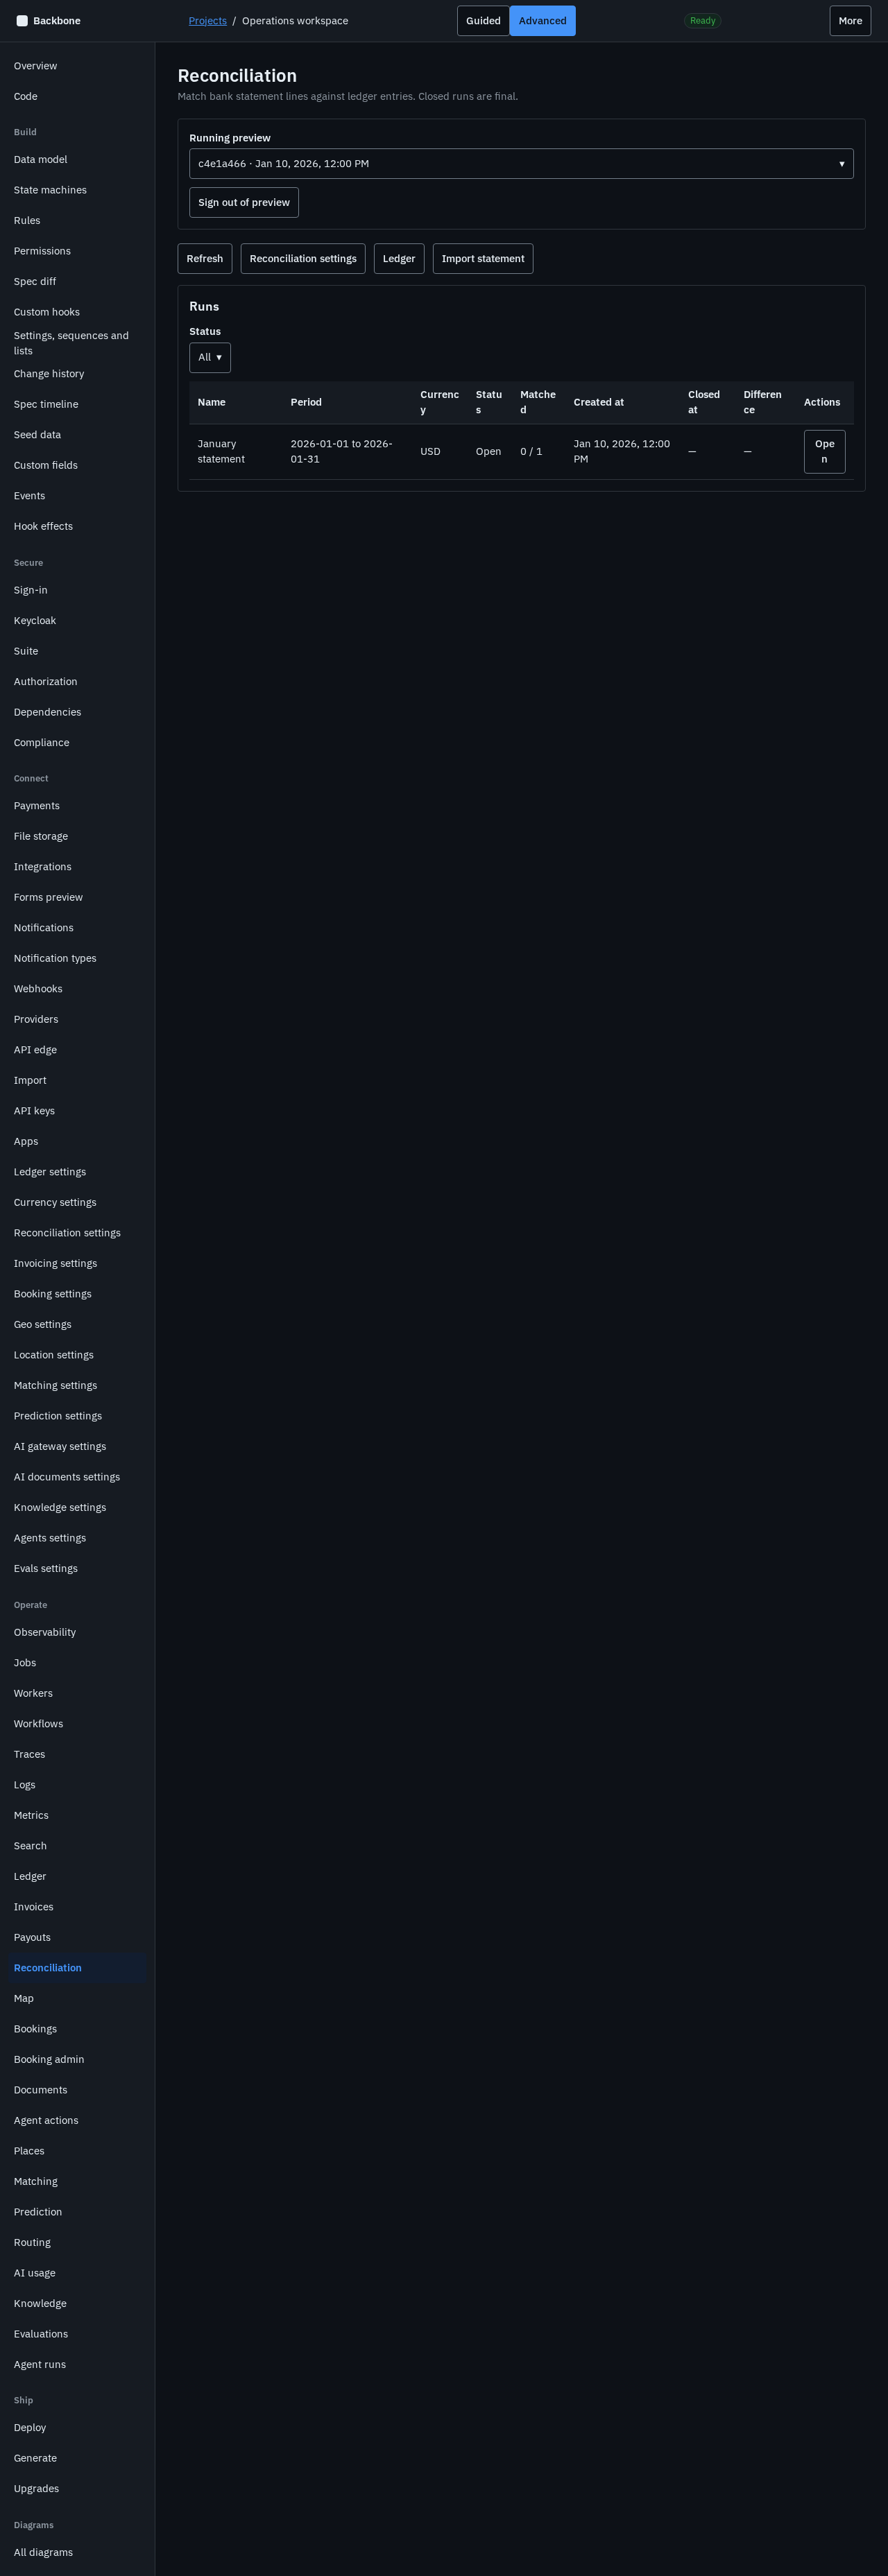 Backbone
Projects / Operations workspace
Guided
Advanced
Ready
More
Overview
Code
Build
Data model
State machines
Rules
Permissions
Spec diff
Custom hooks
Settings, sequences and
lists
Change history
Spec timeline
Seed data
Custom fields
Events
Hook effects
Secure
Sign-in
Keycloak
Suite
Authorization
Dependencies
Compliance
Connect
Payments
File storage
Integrations
Forms preview
Notifications
Notification types
Webhooks
Providers
API edge
Import
API keys
Apps
Ledger settings
Currency settings
Reconciliation settings
Invoicing settings
Booking settings
Geo settings
Location settings
Matching settings
Prediction settings
AI gateway settings
AI documents settings
Knowledge settings
Agents settings
Evals settings
Operate
Observability
Jobs
Workers
Workflows
Traces
Logs
Metrics
Search
Ledger
Invoices
Payouts
Reconciliation
Map
Bookings
Booking admin
Documents
Agent actions
Places
Matching
Prediction
Routing
AI usage
Knowledge
Evaluations
Agent runs
Ship
Deploy
Generate
Upgrades
Diagrams
All diagrams
Reconciliation
Match bank statement lines against ledger entries. Closed runs are final.
Running preview
c4e1a466 · Jan 10, 2026, 12:00 PM ▾
Sign out of preview
Refresh
Reconciliation settings
Ledger
Import statement
Runs
Status
All ▾
Name
Period
Currenc
y
Statu
s
Matche
d
Created at
Closed
at
Differen
ce
Actions
January
statement
2026-01-01 to 2026-
01-31
USD
Open
0 / 1
Jan 10, 2026, 12:00
PM
—
—
Ope
n